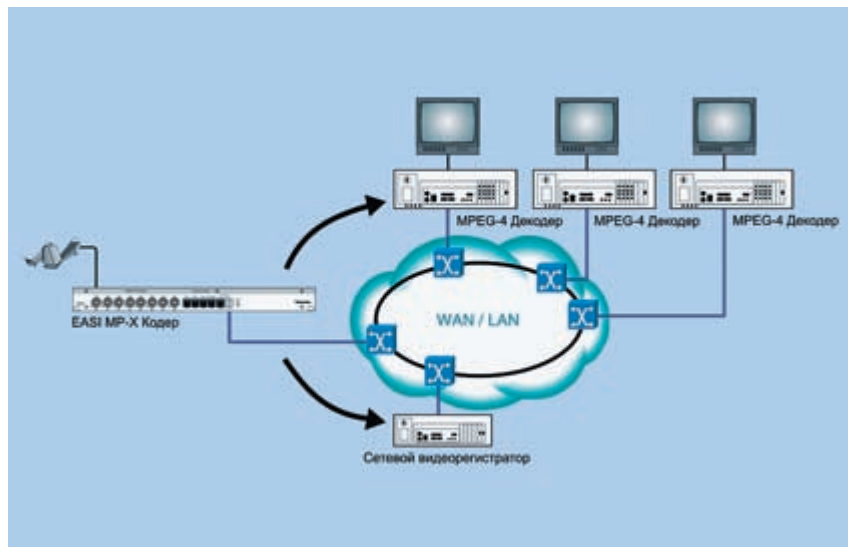 MPEG-4 Декодер
MPEG-4 Декодер
MPEG-4 Декодер
EASI MP-X Кодер
WAN / LAN
Сетевой видеорегистратор